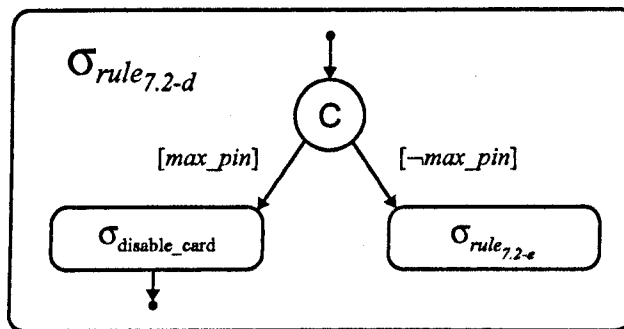 σrule7.2-d
C
[max_pin] [¬max_pin]
σdisable_card σrule7.2-e